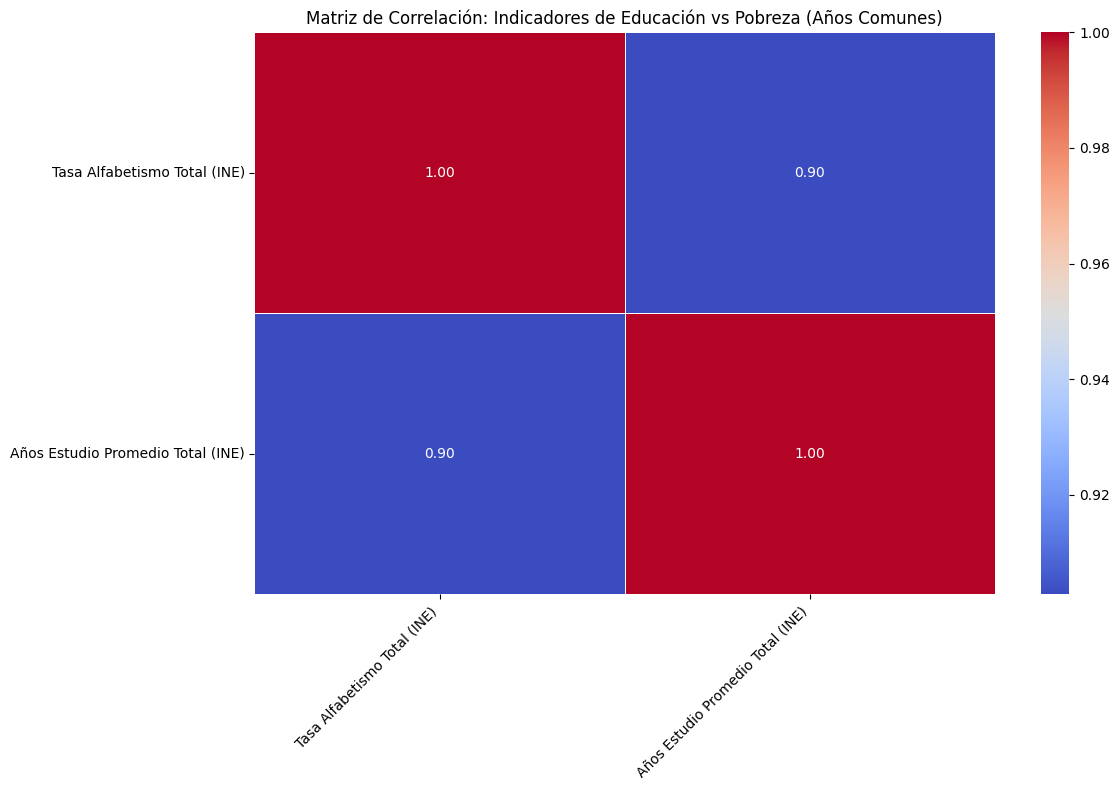 Matriz de Correlación: Indicadores de Educación vs Pobreza (Años Comunes)
Tasa Alfabetismo Total (INE)
Años Estudio Promedio Total (INE)
1.00
0.90
0.90
1.00
Tasa Alfabetismo Total (INE)
Años Estudio Promedio Total (INE)
1.00
0.98
0.96
0.94
0.92